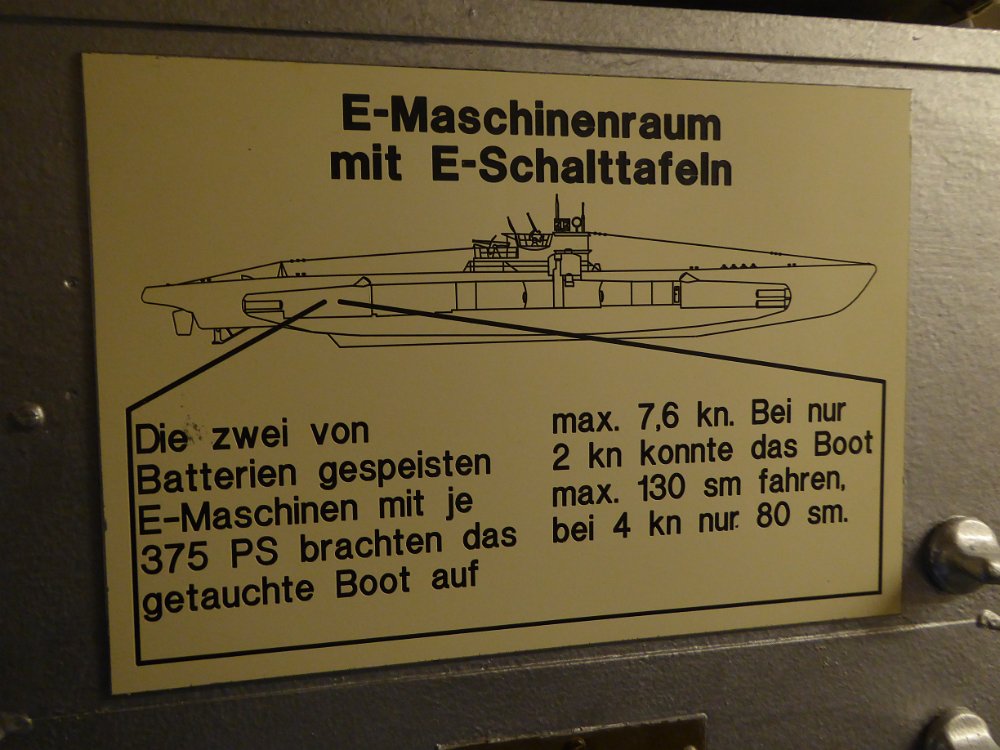 E-Maschinenraum
mit E-Schalttafeln
Die zwei von
Batterien gespeisten
E-Maschinen mit je
375 PS brachten das
getauchte Boot auf
max. 7,6 kn. Bei nur
2 kn konnte das Boot
max. 130 sm fahren,
bei 4 kn nur 80 sm.